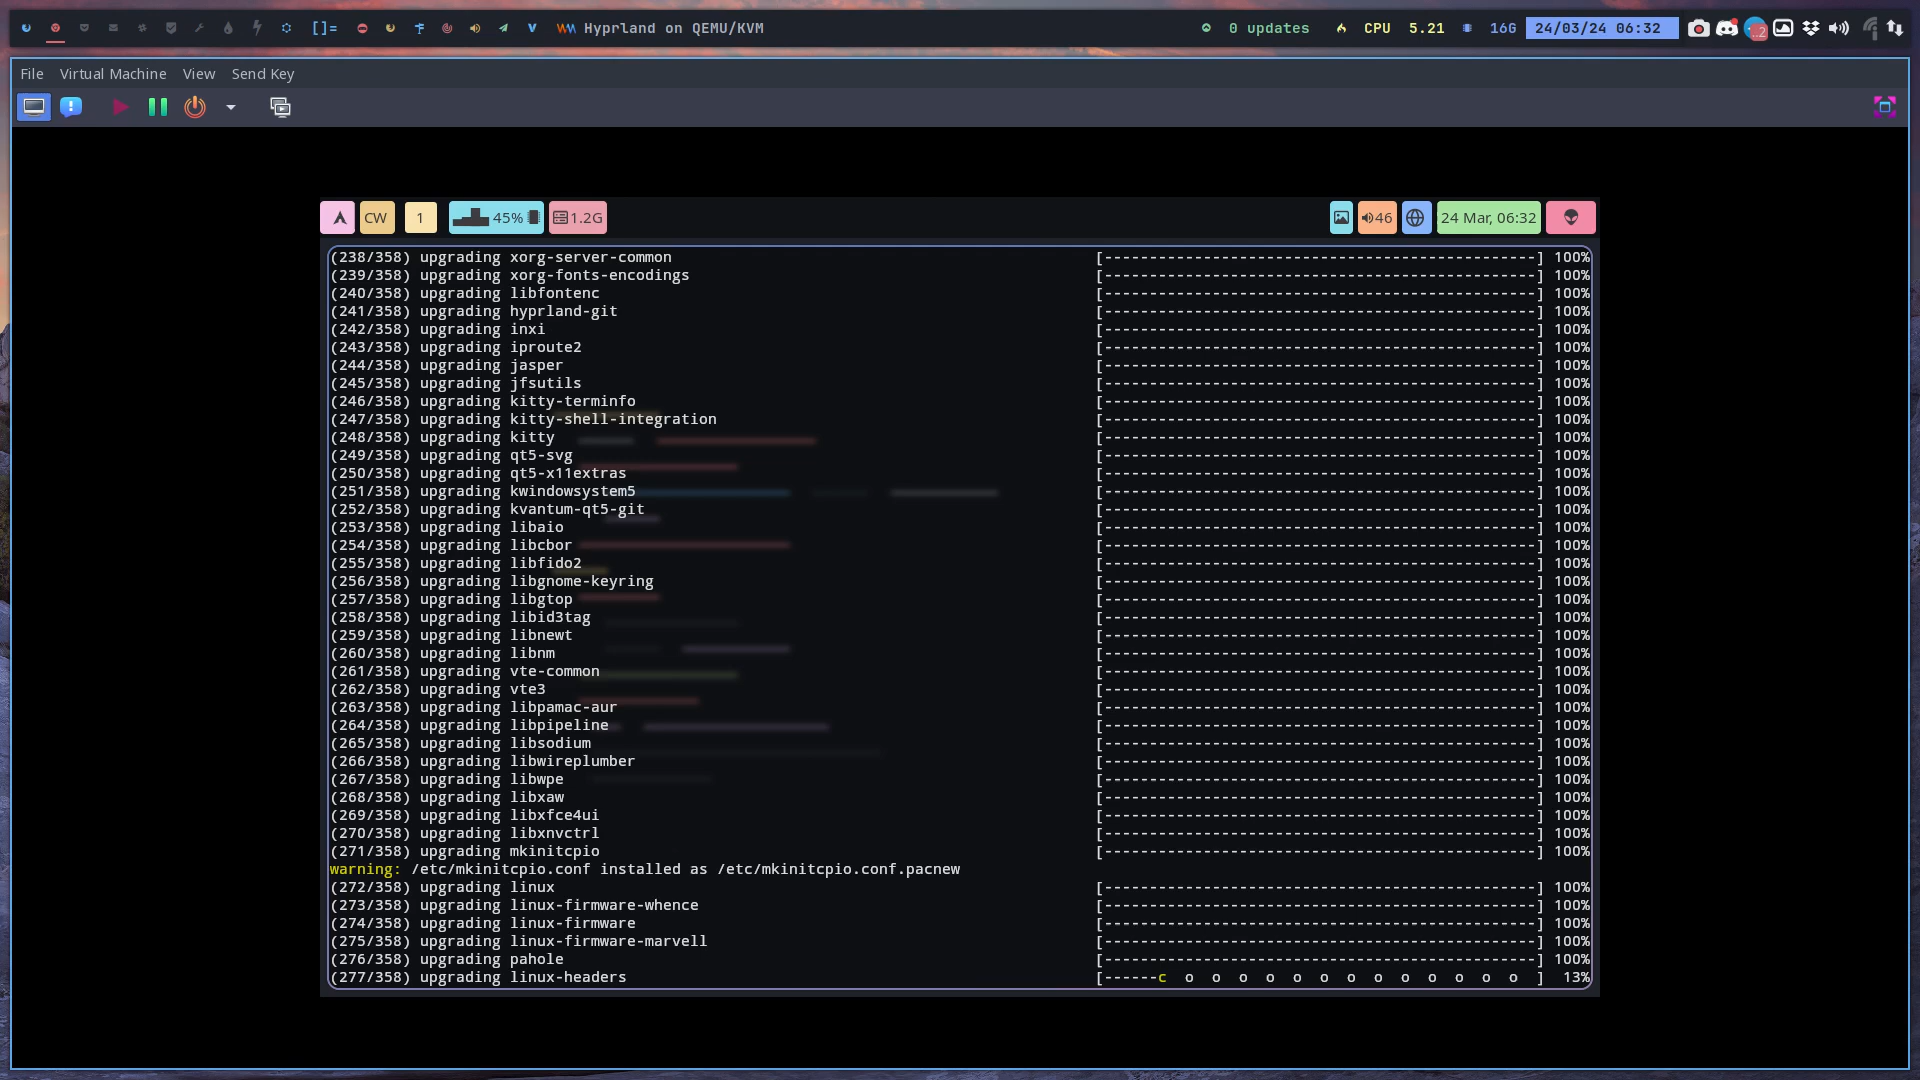 []= Hyprland on QEMU/KVM 0 updates CPU 5.21 16G 24/03/24 06:32 ..2
File Virtual Machine View Send Key
CW 1 45% 1.2G 46 24 Mar, 06:32
(238/358) upgrading xorg-server-common [------------------------------------------------] 100%
(239/358) upgrading xorg-fonts-encodings [------------------------------------------------] 100%
(240/358) upgrading libfontenc [------------------------------------------------] 100%
(241/358) upgrading hyprland-git [------------------------------------------------] 100%
(242/358) upgrading inxi [------------------------------------------------] 100%
(243/358) upgrading iproute2 [------------------------------------------------] 100%
(244/358) upgrading jasper [------------------------------------------------] 100%
(245/358) upgrading jfsutils [------------------------------------------------] 100%
(246/358) upgrading kitty-terminfo [------------------------------------------------] 100%
(247/358) upgrading kitty-shell-integration [------------------------------------------------] 100%
(248/358) upgrading kitty [------------------------------------------------] 100%
(249/358) upgrading qt5-svg [------------------------------------------------] 100%
(250/358) upgrading qt5-x11extras [------------------------------------------------] 100%
(251/358) upgrading kwindowsystem5 [------------------------------------------------] 100%
(252/358) upgrading kvantum-qt5-git [------------------------------------------------] 100%
(253/358) upgrading libaio [------------------------------------------------] 100%
(254/358) upgrading libcbor [------------------------------------------------] 100%
(255/358) upgrading libfido2 [------------------------------------------------] 100%
(256/358) upgrading libgnome-keyring [------------------------------------------------] 100%
(257/358) upgrading libgtop [------------------------------------------------] 100%
(258/358) upgrading libid3tag [------------------------------------------------] 100%
(259/358) upgrading libnewt [------------------------------------------------] 100%
(260/358) upgrading libnm [------------------------------------------------] 100%
(261/358) upgrading vte-common [------------------------------------------------] 100%
(262/358) upgrading vte3 [------------------------------------------------] 100%
(263/358) upgrading libpamac-aur [------------------------------------------------] 100%
(264/358) upgrading libpipeline [------------------------------------------------] 100%
(265/358) upgrading libsodium [------------------------------------------------] 100%
(266/358) upgrading libwireplumber [------------------------------------------------] 100%
(267/358) upgrading libwpe [------------------------------------------------] 100%
(268/358) upgrading libxaw [------------------------------------------------] 100%
(269/358) upgrading libxfce4ui [------------------------------------------------] 100%
(270/358) upgrading libxnvctrl [------------------------------------------------] 100%
(271/358) upgrading mkinitcpio [------------------------------------------------] 100%
warning: /etc/mkinitcpio.conf installed as /etc/mkinitcpio.conf.pacnew
(272/358) upgrading linux [------------------------------------------------] 100%
(273/358) upgrading linux-firmware-whence [------------------------------------------------] 100%
(274/358) upgrading linux-firmware [------------------------------------------------] 100%
(275/358) upgrading linux-firmware-marvell [------------------------------------------------] 100%
(276/358) upgrading pahole [------------------------------------------------] 100%
(277/358) upgrading linux-headers [------c  o  o  o  o  o  o  o  o  o  o  o  o  o  ] 13%